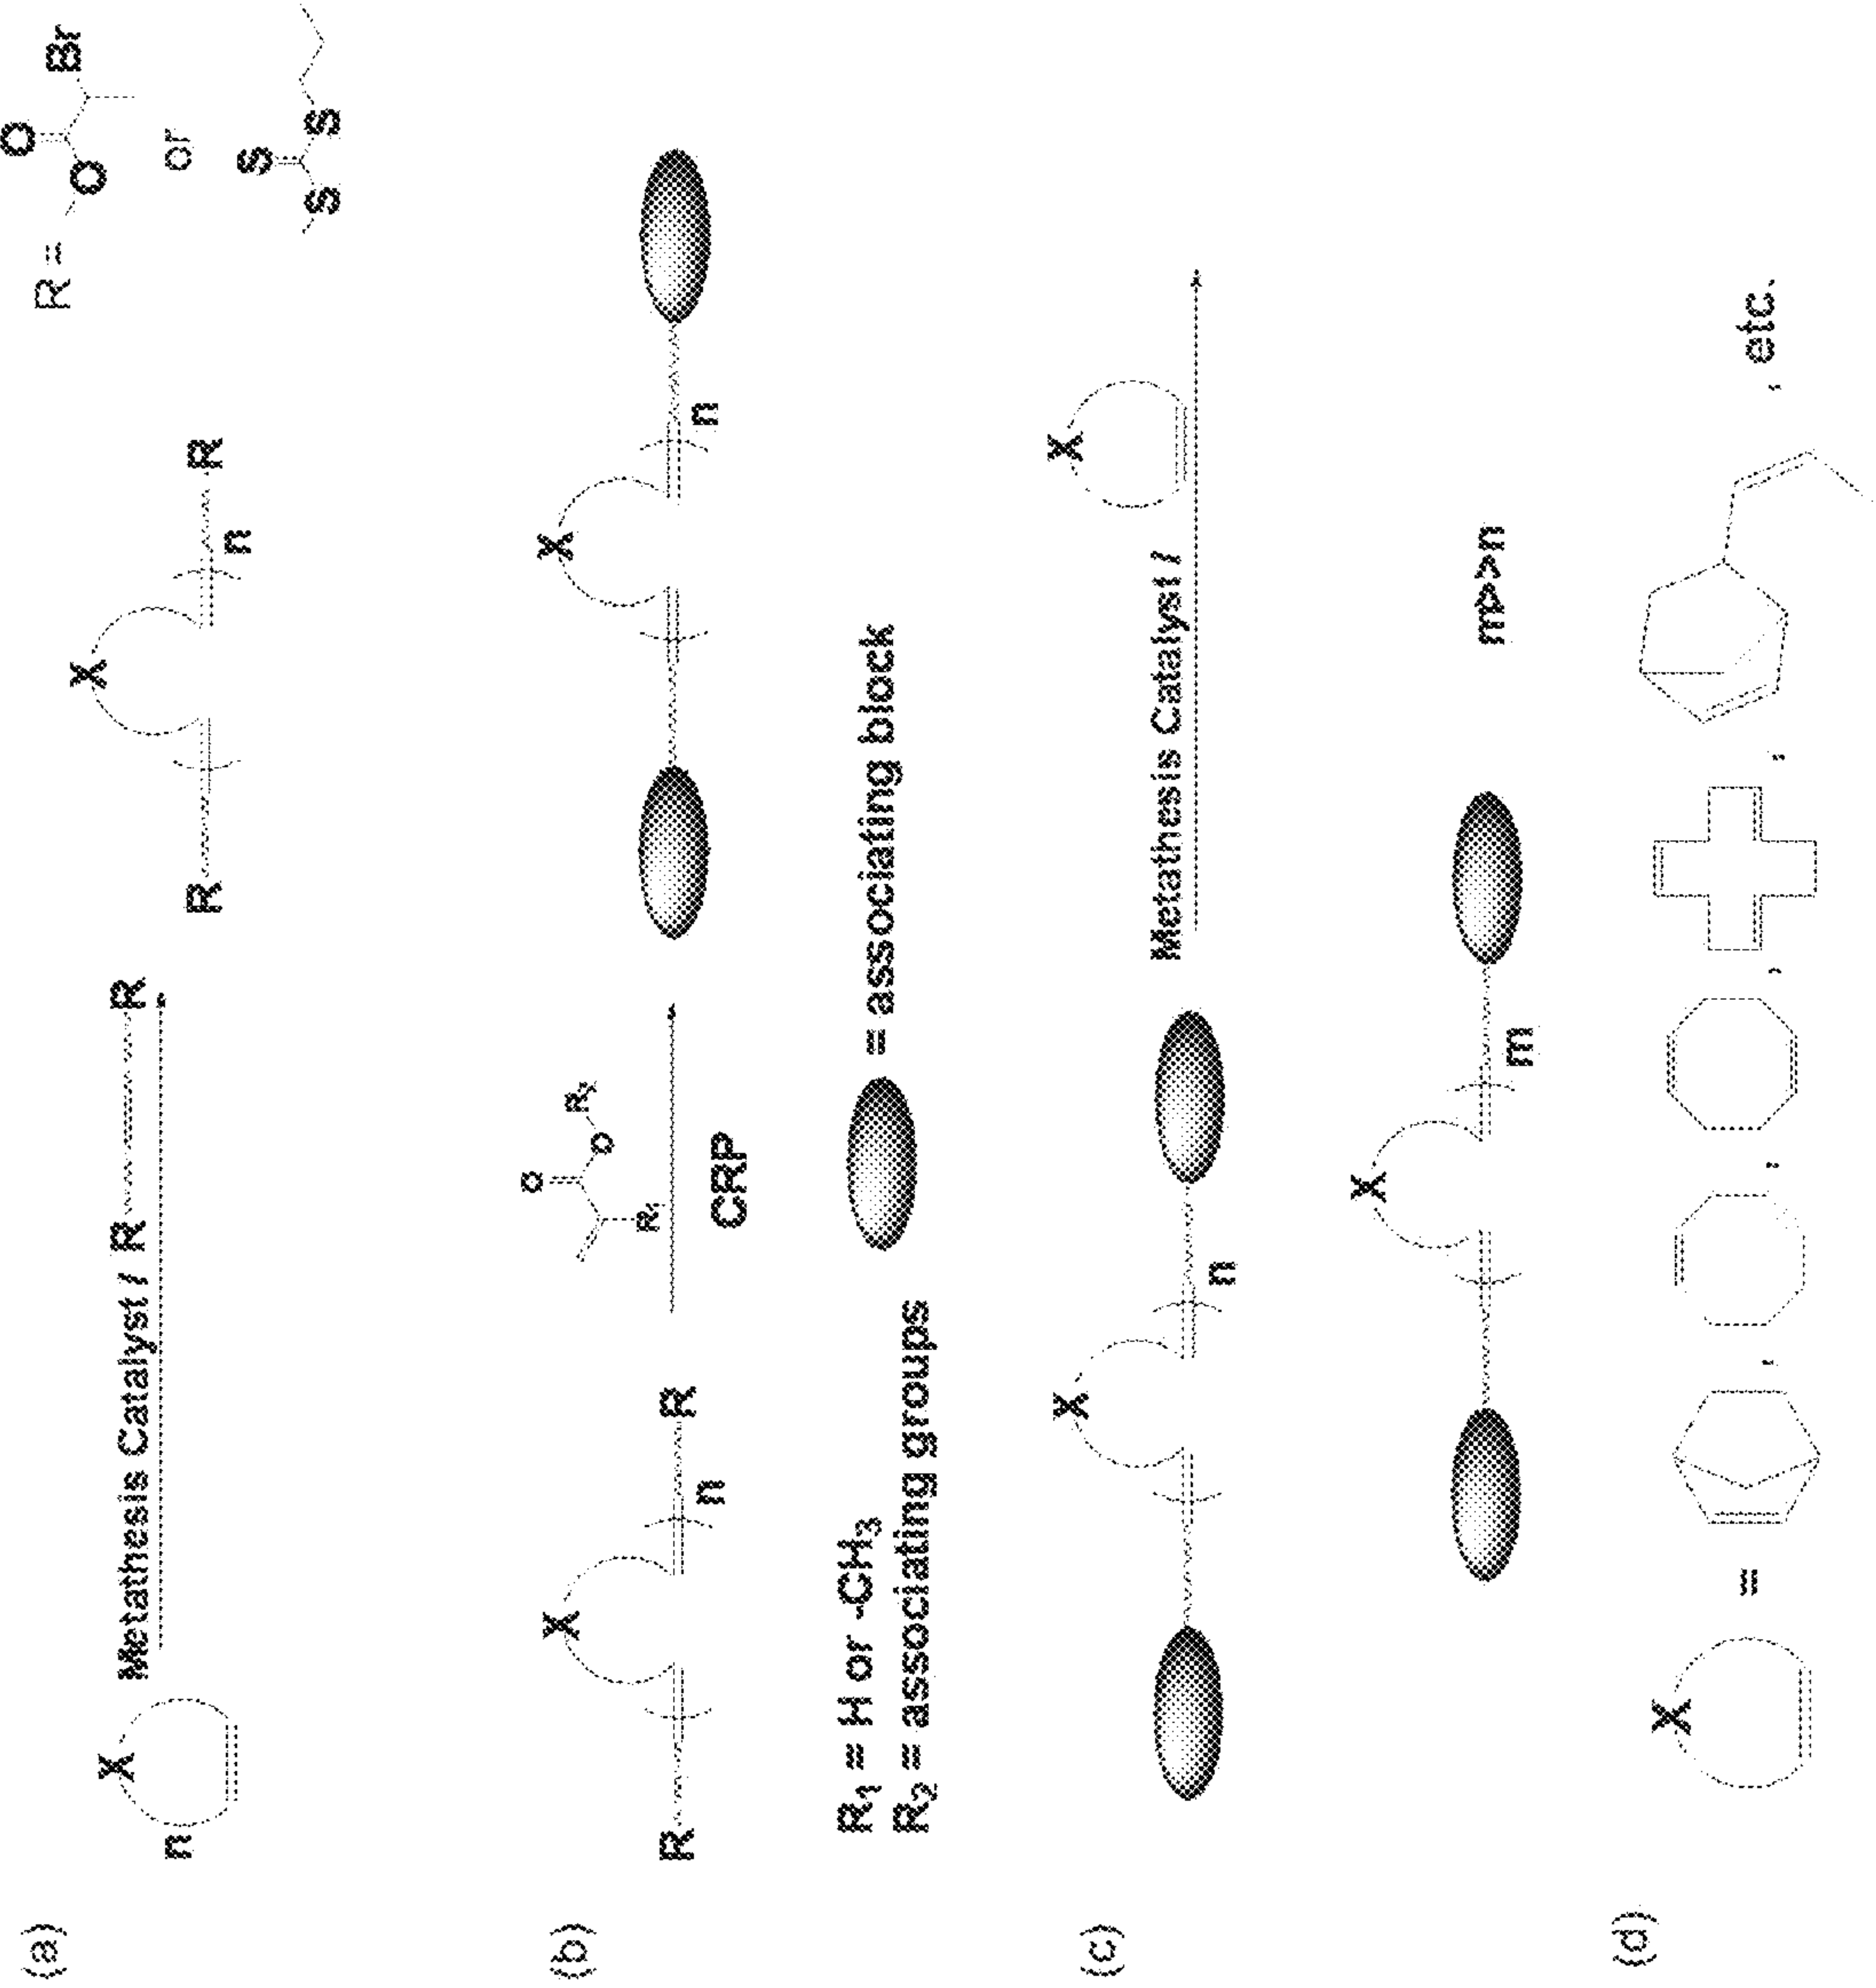 (a)
n X
Metathesis Catalyst / R R
R X n R
R = O O Br
or
S S S
(b)
R X n R
O O R₂ R₁
CRP
X n
R₁ = H or -CH₃
R₂ = associating groups
= associating block
(c)
X n
Metathesis Catalyst /
X
X m
m>>n
(d)
X = , , , , , etc.